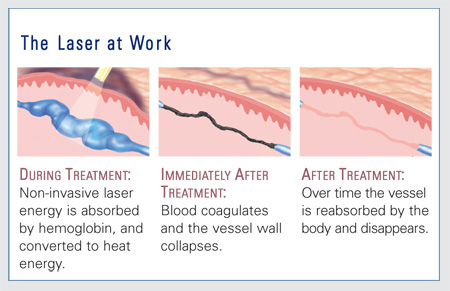 The Laser at Work
DURING TREATMENT:
Non-invasive laser
energy is absorbed
by hemoglobin, and
converted to heat
energy.
IMMEDIATELY AFTER
TREATMENT:
Blood coagulates
and the vessel wall
collapses.
AFTER TREATMENT:
Over time the vessel
is reabsorbed by the
body and disappears.